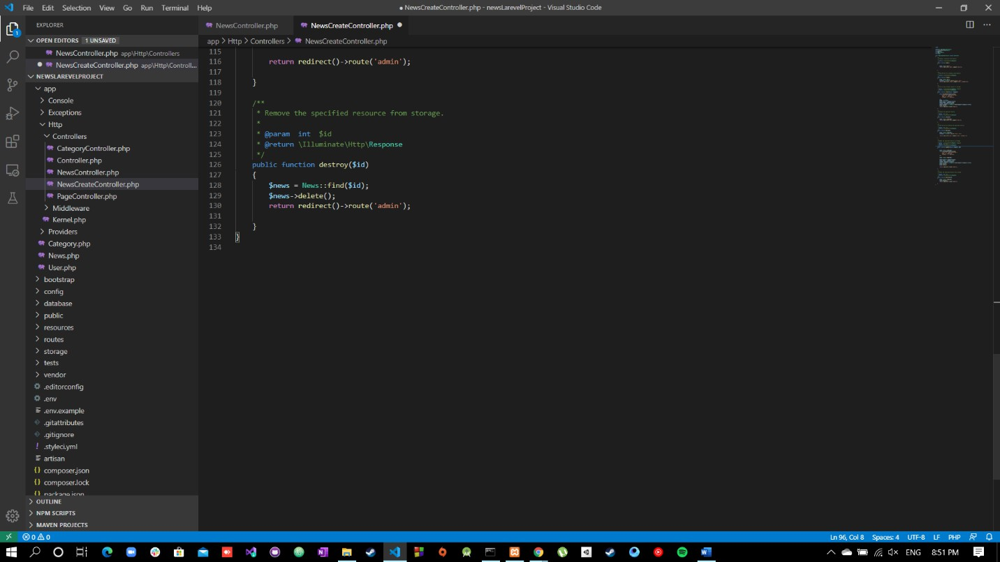 File Edit Selection View Go Run Terminal Help
● NewsCreateController.php - newsLarevelProject - Visual Studio Code
EXPLORER
NewsController.php
NewsCreateController.php ●
OPEN EDITORS 1 UNSAVED
NewsController.php app\Http\Controllers
● NewsCreateController.php app\Http\Controll...
NEWSLAREVELPROJECT
app
Console
Exceptions
Http
Controllers
CategoryController.php
Controller.php
NewsController.php
NewsCreateController.php
PageController.php
Middleware
Kernel.php
Providers
Category.php
News.php
User.php
bootstrap
config
database
public
resources
routes
storage
tests
vendor
.editorconfig
.env
.env.example
.gitattributes
.gitignore
.styleci.yml
artisan
composer.json
composer.lock
package.json
OUTLINE
NPM SCRIPTS
MAVEN PROJECTS
app > Http > Controllers > NewsCreateController.php
115
116 return redirect()->route('admin');
117
118 }
119
120 /**
121 * Remove the specified resource from storage.
122 *
123 * @param int $id
124 * @return \Illuminate\Http\Response
125 */
126 public function destroy($id)
127 {
128 $news = News::find($id);
129 $news->delete();
130 return redirect()->route('admin');
131
132 }
133 }
134
0 0
Ln 96, Col 8 Spaces: 4 UTF-8 LF PHP
ENG 8:51 PM